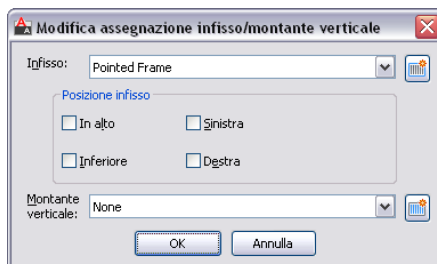 Modifica assegnazione infisso/montante verticale
Infisso: Pointed Frame
Posizione infisso
In alto Sinistra
Inferiore Destra
Montante
verticale: None
OK Annulla